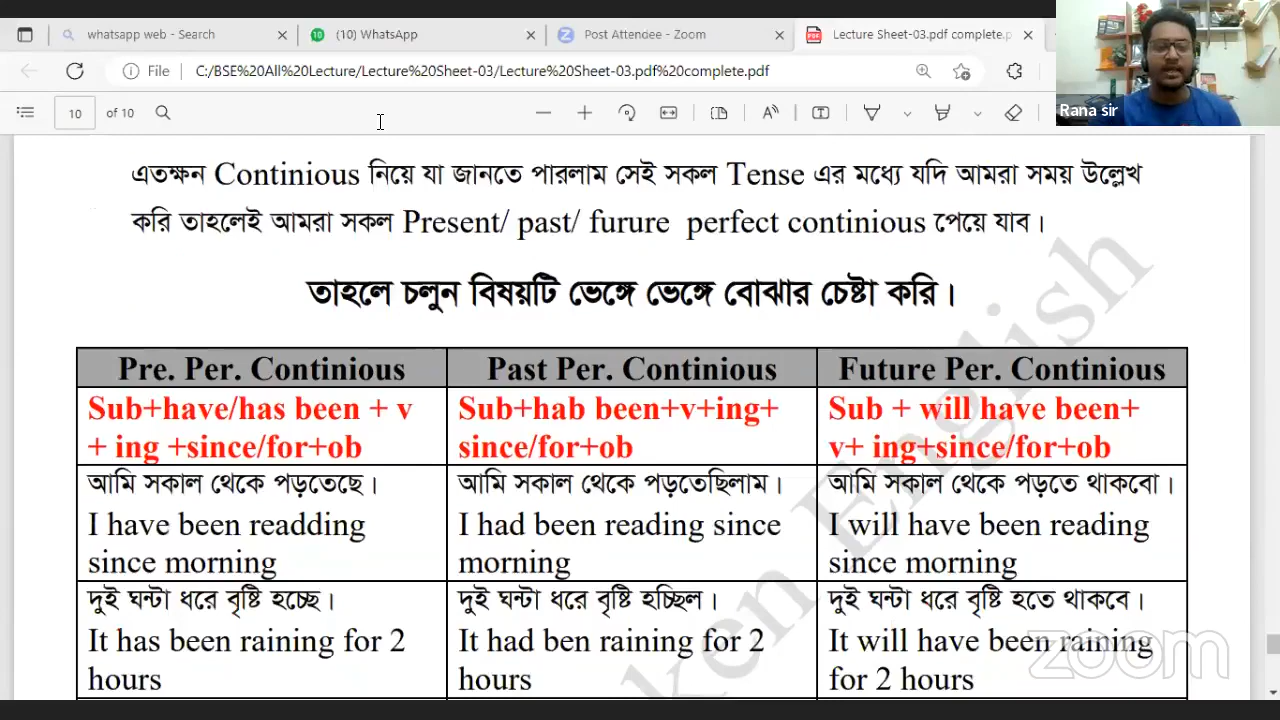 whatsapp web - Search
(10) WhatsApp
Post Attendee - Zoom
Lecture Sheet-03.pdf complete.p
File
C:/BSE%20All%20Lecture/Lecture%20Sheet-03/Lecture%20Sheet-03.pdf%20complete.pdf
10 of 10
Rana sir
এতক্ষন Continious নিয়ে যা জানতে পারলাম সেই সকল Tense এর মধ্যে যদি আমরা সময় উল্লেখ
করি তাহলেই আমরা সকল Present/ past/ furure perfect continious পেয়ে যাব।
তাহলে চলুন বিষয়টি ভেঙ্গে ভেঙ্গে বোঝার চেষ্টা করি।
Pre. Per. Continious
Past Per. Continious
Future Per. Continious
Sub+have/has been + v
+ ing +since/for+ob
Sub+hab been+v+ing+
since/for+ob
Sub + will have been+
v+ ing+since/for+ob
আমি সকাল থেকে পড়তেছে।
I have been readding
since morning
আমি সকাল থেকে পড়তেছিলাম।
I had been reading since
morning
আমি সকাল থেকে পড়তে থাকবো।
I will have been reading
since morning
দুই ঘন্টা ধরে বৃষ্টি হচ্ছে।
It has been raining for 2
hours
দুই ঘন্টা ধরে বৃষ্টি হচ্ছিল।
It had ben raining for 2
hours
দুই ঘন্টা ধরে বৃষ্টি হতে থাকবে।
It will have been raining
for 2 hours
ken English
zoom